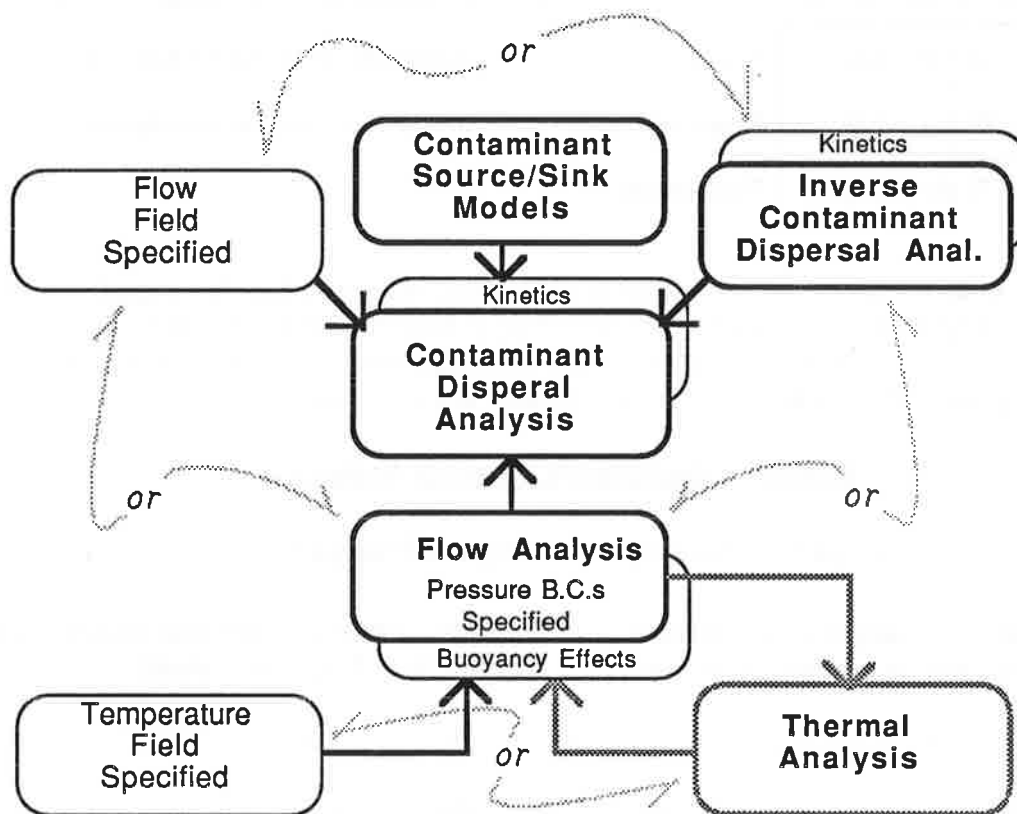 or
Contaminant
Source/Sink
Models
Kinetics
Inverse
Contaminant
Dispersal Anal.
Flow
Field
Specified
Kinetics
Contaminant
Disperal
Analysis
or
or
Flow Analysis
Pressure B.C.s
Specified
Buoyancy Effects
Temperature
Field
Specified
or
Thermal
Analysis